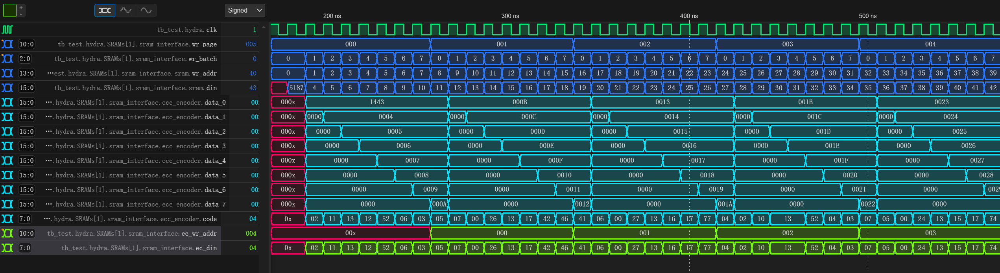 +
-
Signed
200 ns 300 ns 400 ns 500 ns
tb_test.hydra.clk 1
10:0 tb_test.hydra.SRAMs[1].sram_interface.wr_page 005 000 001 002 003 004
2:0 tb_test.hydra.SRAMs[1].sram_interface.wr_batch 0 0 1 2 3 4 5 6 7 0 1 2 3 4 5 6 7 0 1 2 3 4 5 6 7 0 1 2 3 4 5 6 7 0 1 2 3 4 5 6 7
13:0 ···est.hydra.SRAMs[1].sram_interface.sram.wr_addr 40 0 1 2 3 4 5 6 7 8 9 10 11 12 13 14 15 16 17 18 19 20 21 22 23 24 25 26 27 28 29 30 31 32 33 34 35 36 37 38 39
15:0 tb_test.hydra.SRAMs[1].sram_interface.sram.din 43 5187 4 5 6 7 8 9 10 11 12 13 14 15 16 17 18 19 20 21 22 23 24 25 26 27 28 29 30 31 32 33 34 35 36 37 38 39 40 41 42
15:0 ···.hydra.SRAMs[1].sram_interface.ecc_encoder.data_0 00 000x 1443 000B 0013 001B 0023
15:0 ···.hydra.SRAMs[1].sram_interface.ecc_encoder.data_1 00 000x 0000 0004 0000 000C 0000 0014 0000 001C 0000 0024
15:0 ···.hydra.SRAMs[1].sram_interface.ecc_encoder.data_2 00 000x 0000 0005 0000 000D 0000 0015 0000 001D 0000 0025
15:0 ···.hydra.SRAMs[1].sram_interface.ecc_encoder.data_3 00 000x 0000 0006 0000 000E 0000 0016 0000 001E 0000 0026
15:0 ···.hydra.SRAMs[1].sram_interface.ecc_encoder.data_4 00 000x 0000 0007 0000 000F 0000 0017 0000 001F 0000 0027
15:0 ···.hydra.SRAMs[1].sram_interface.ecc_encoder.data_5 00 000x 0000 0008 0000 0010 0000 0018 0000 0020 0000 0028
15:0 ···.hydra.SRAMs[1].sram_interface.ecc_encoder.data_6 00 000x 0000 0009 0000 0011 0000 0019 0000 0021 0000 0029
15:0 ···.hydra.SRAMs[1].sram_interface.ecc_encoder.data_7 00 000x 0000 000A 0000 0012 0000 001A 0000 0022 0000
7:0 ···.hydra.SRAMs[1].sram_interface.ecc_encoder.code 04 0x 02 11 13 12 52 06 03 05 07 00 26 13 17 42 46 41 06 00 27 13 16 17 77 04 02 10 13 52 04 03 07 05 00 24 13 15 17 74
10:0 tb_test.hydra.SRAMs[1].sram_interface.ec_wr_addr 004 00x 000 001 002 003
7:0 tb_test.hydra.SRAMs[1].sram_interface.ec_din 04 0x 02 11 13 12 52 06 03 05 07 00 26 13 17 42 46 41 06 00 27 13 16 17 77 04 02 10 13 52 04 03 07 05 00 24 13 15 17 74